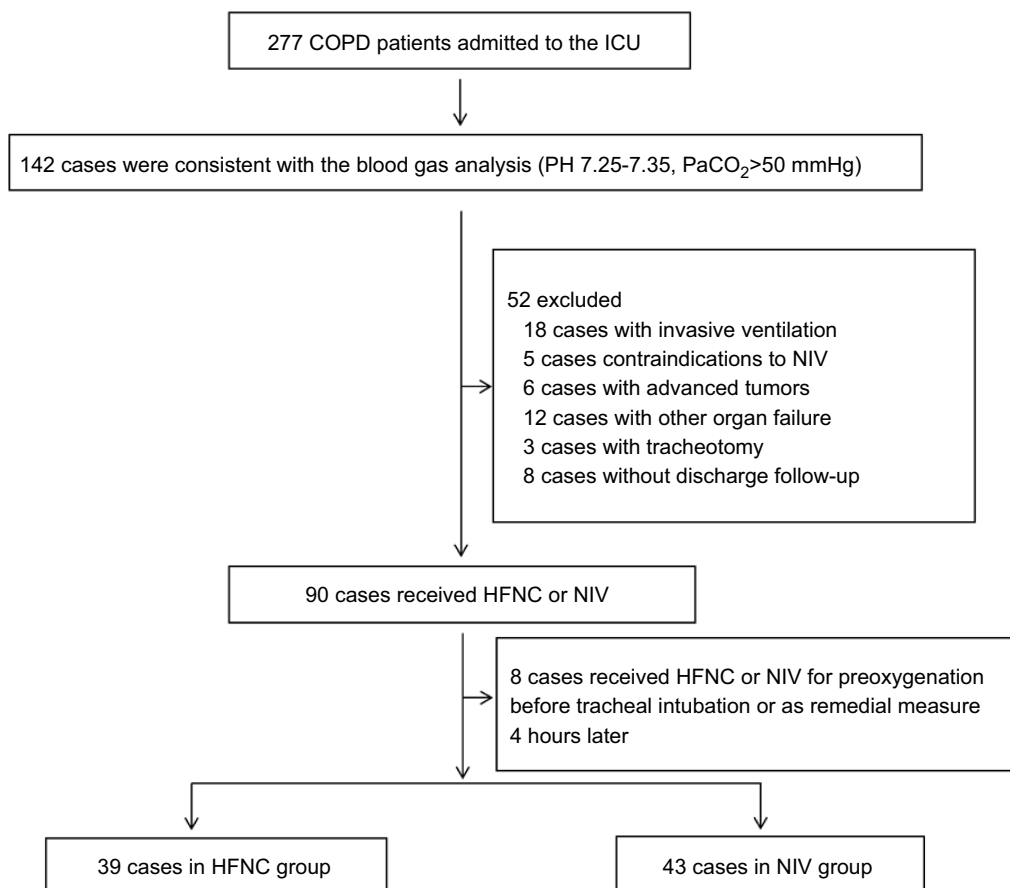 277 COPD patients admitted to the ICU
142 cases were consistent with the blood gas analysis (PH 7.25-7.35, PaCO₂>50 mmHg)
52 excluded
18 cases with invasive ventilation
5 cases contraindications to NIV
6 cases with advanced tumors
12 cases with other organ failure
3 cases with tracheotomy
8 cases without discharge follow-up
90 cases received HFNC or NIV
8 cases received HFNC or NIV for preoxygenation
before tracheal intubation or as remedial measure
4 hours later
39 cases in HFNC group
43 cases in NIV group